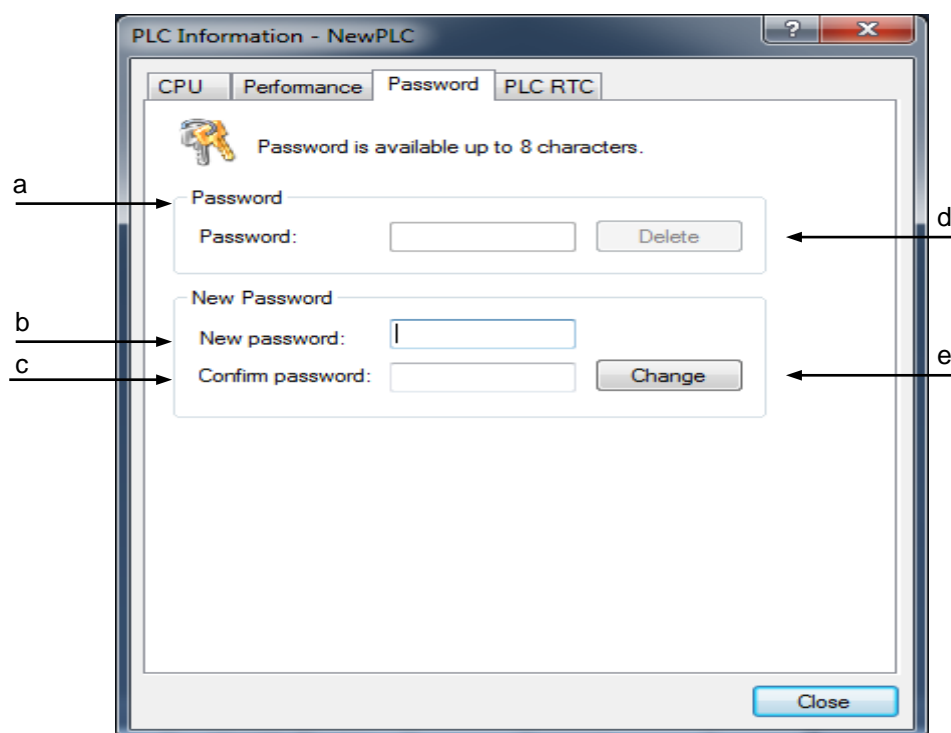 PLC Information - NewPLC ? x
CPU Performance Password PLC RTC
Password is available up to 8 characters.
a
Password
Password: Delete
d
New Password
b
New password:
c
Confirm password: Change
e
Close